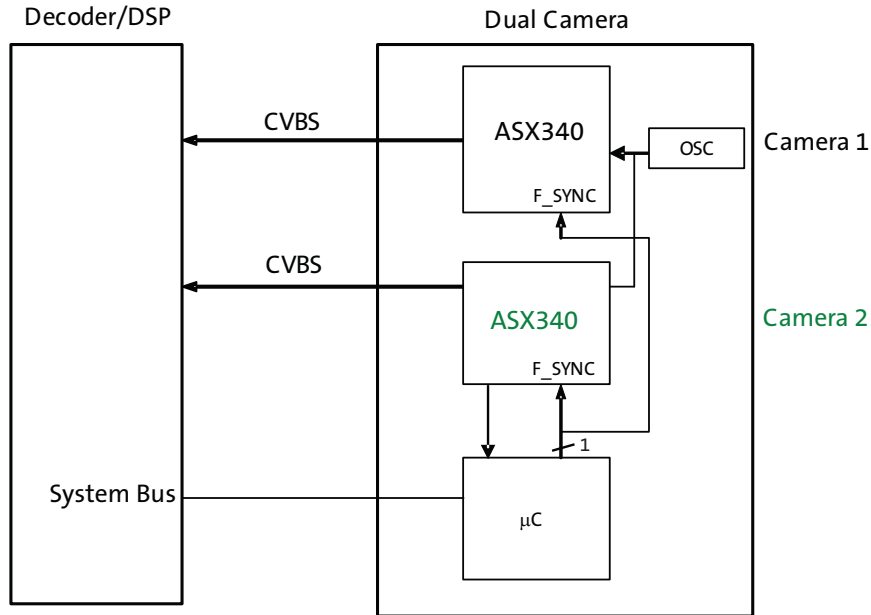 Decoder/DSP
Dual Camera
CVBS
ASX340
OSC
Camera 1
F_SYNC
CVBS
ASX340
Camera 2
F_SYNC
1
System Bus
μC